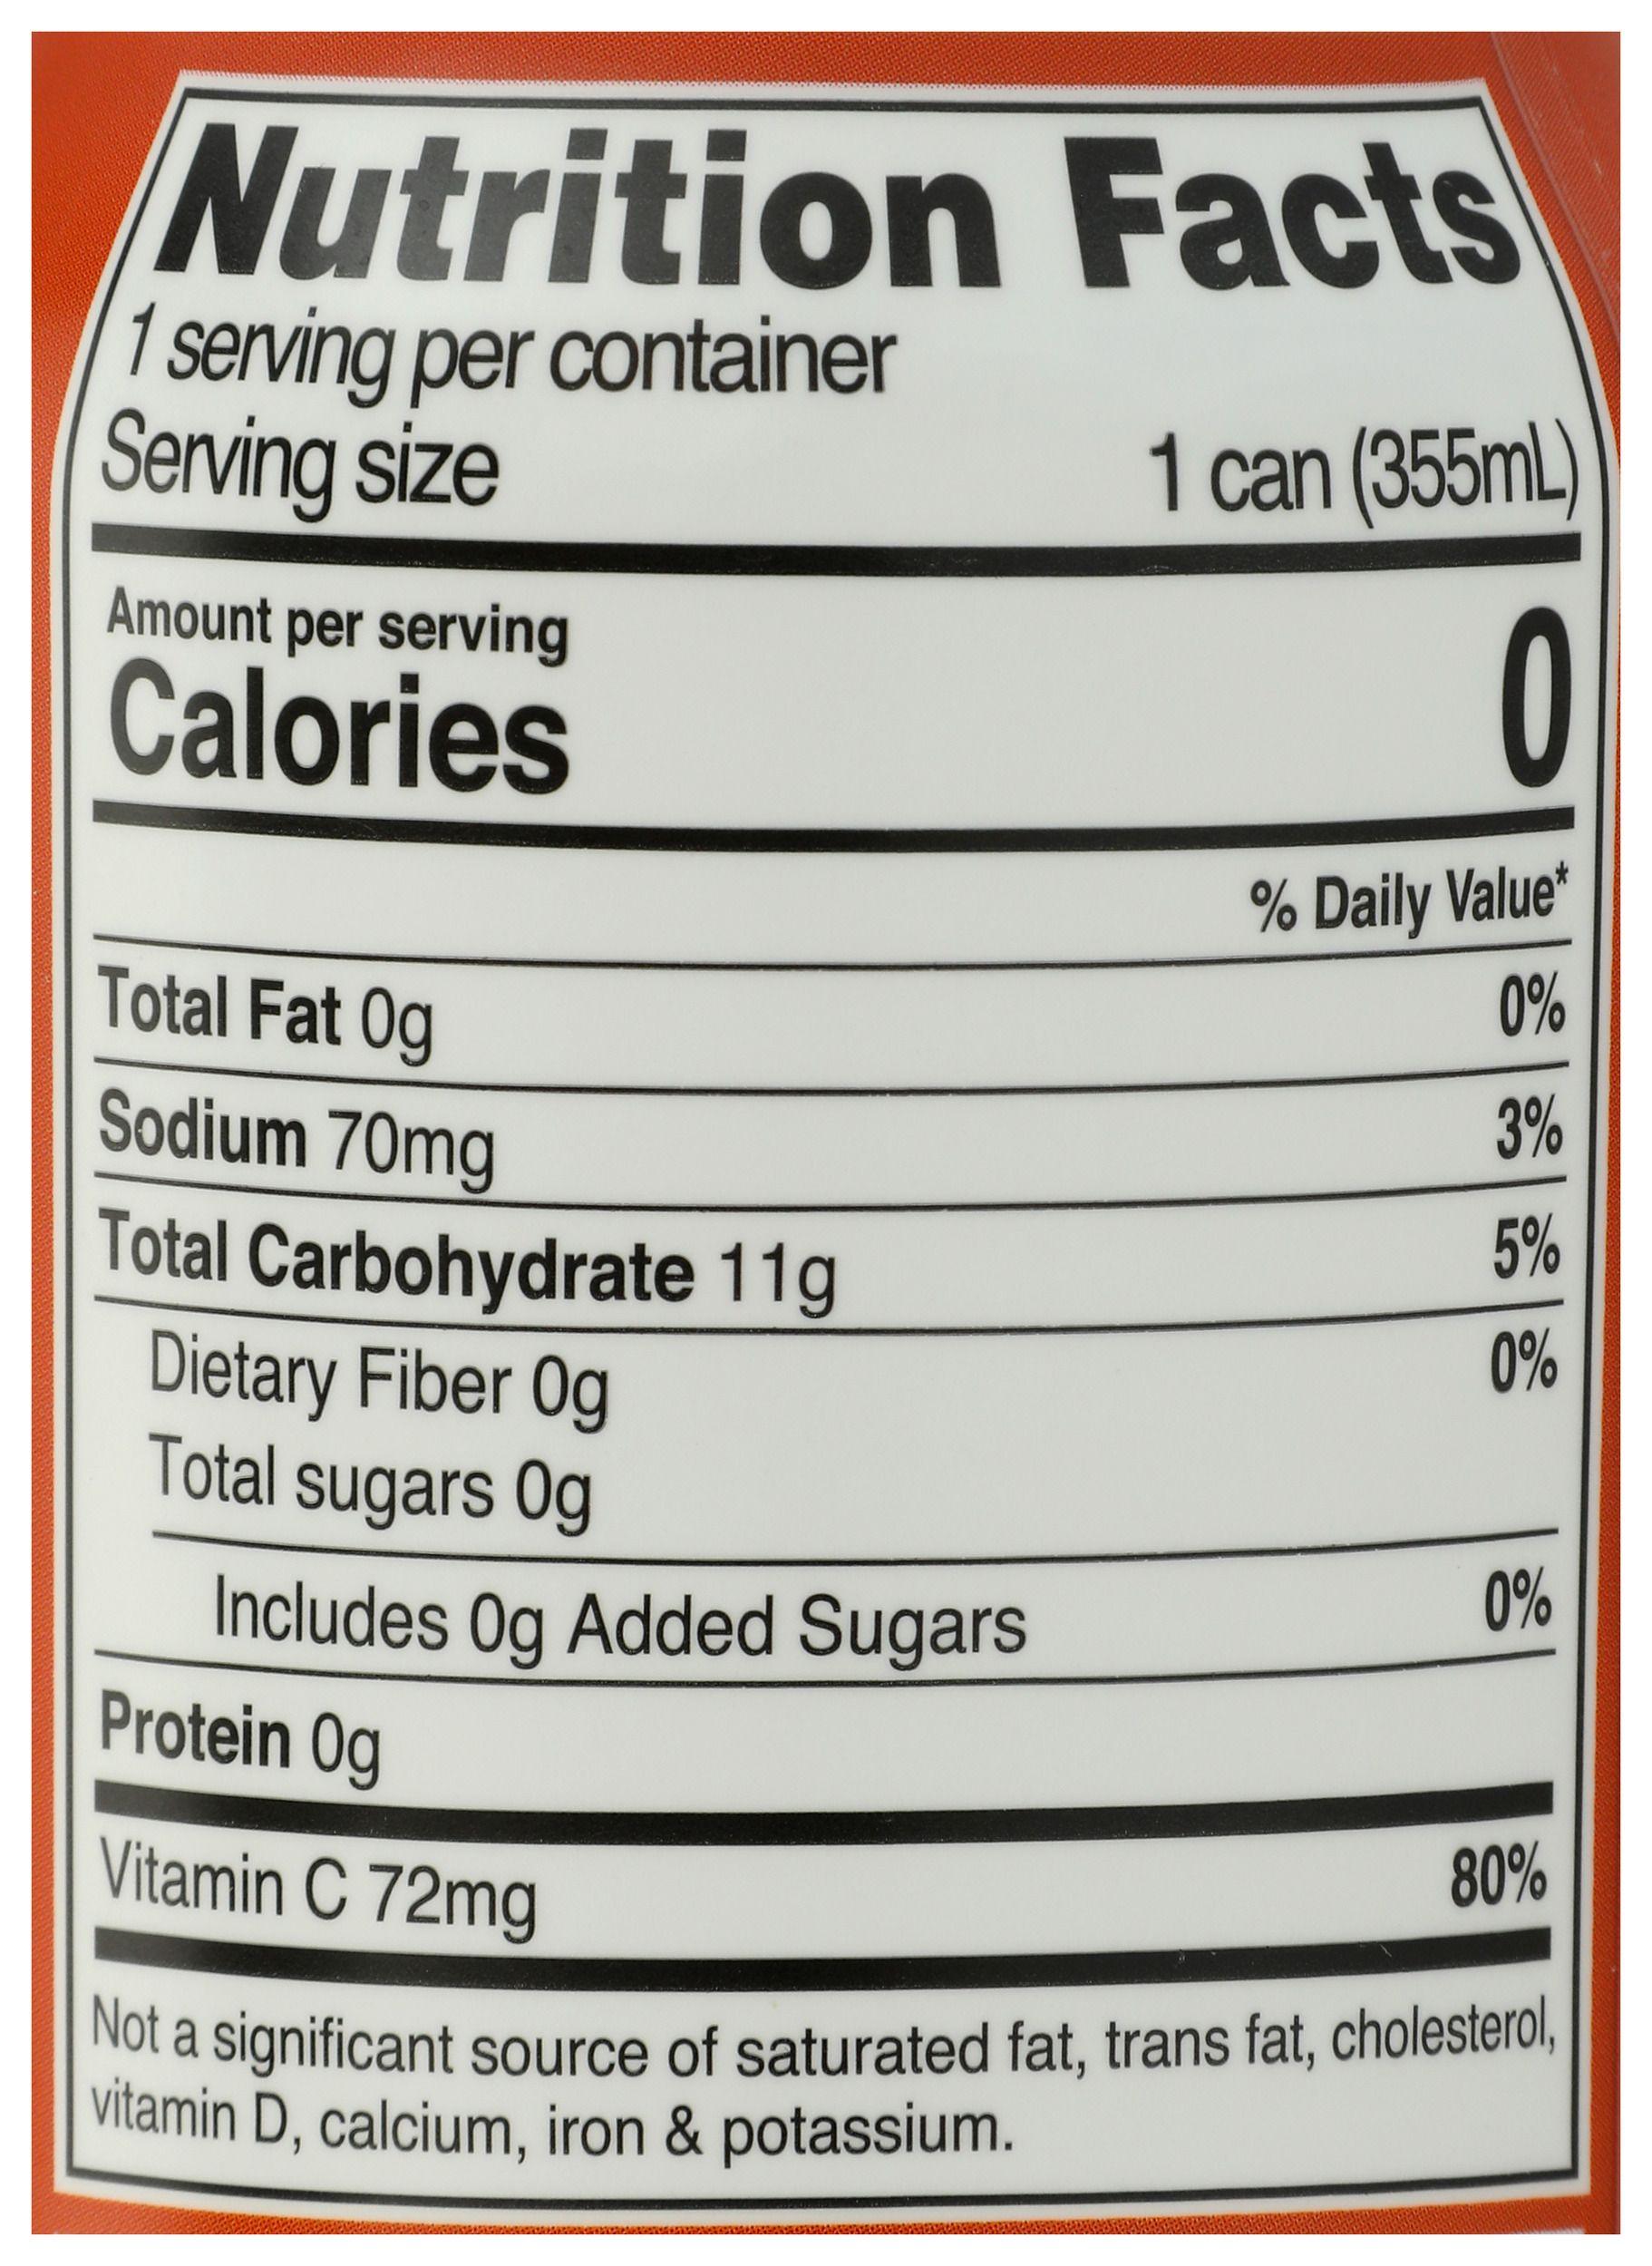 Nutrition Facts
1 serving per container
Serving size 1 can (355mL)
Amount per serving
Calories 0
% Daily Value*
Total Fat 0g 0%
Sodium 70mg 3%
Total Carbohydrate 11g 5%
Dietary Fiber 0g 0%
Total sugars 0g
Includes 0g Added Sugars 0%
Protein 0g
Vitamin C 72mg 80%
Not a significant source of saturated fat, trans fat, cholesterol,
vitamin D, calcium, iron & potassium.